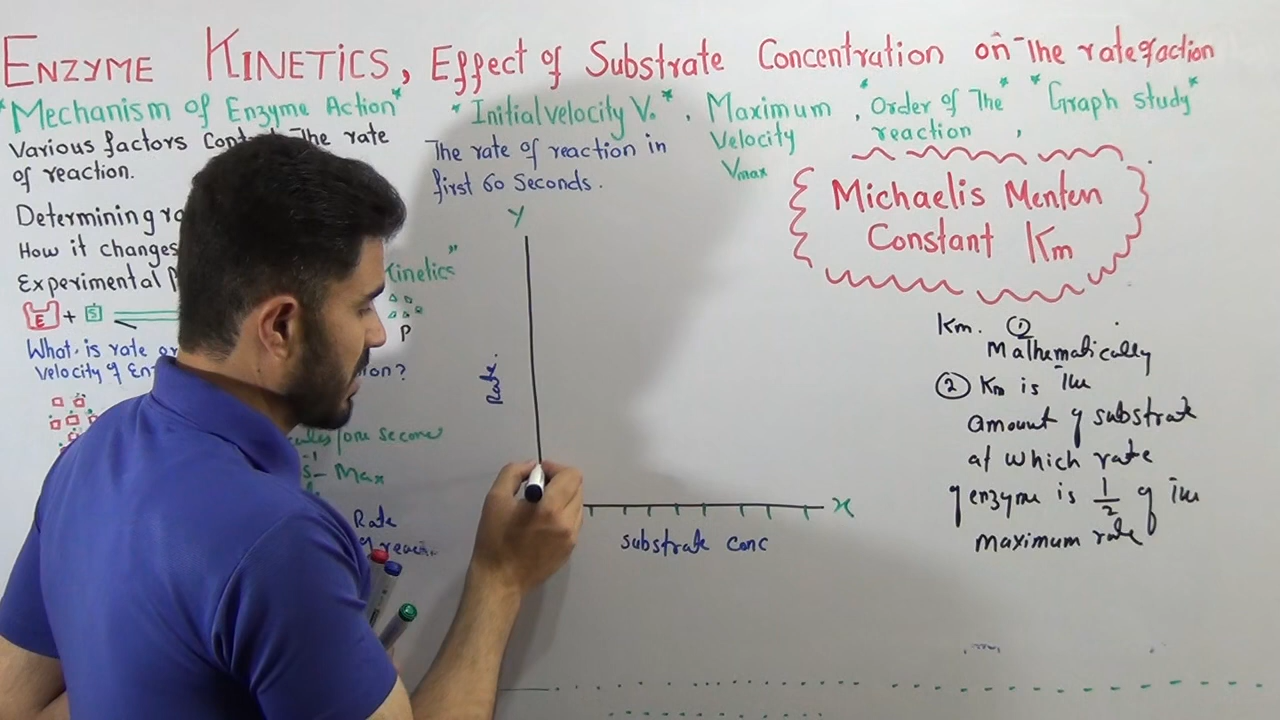 ENZYME KINETICS, Effect of Substrate Concentration on The rate of action
*Mechanism of Enzyme Action*
Various factors The rate
of reaction.
Determining
How it changes
Experimental Kinetics"
E + S P
What is rate or
Velocity of
one second
s-1 Max
Rate
* Initial velocity V. * , Maximum , *Order of The* * Graph study*
Velocity reaction ,
Vmax
The rate of reaction in
first 60 Seconds.
Y
Rate.
x
substrate conc
Michaelis Menten
Constant Km
Km. ①
Mathematically
② Km is The
amount of substrate
at which rate
of enzyme is 1/2 of The
maximum rate